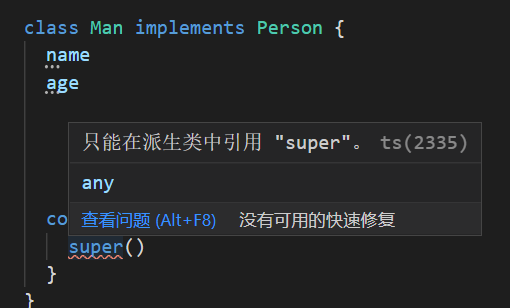 class Man implements Person {
name
age
只能在派生类中引用 "super"。 ts(2335)
any
查看问题 (Alt+F8) 没有可用的快速修复
co
super()
}
}